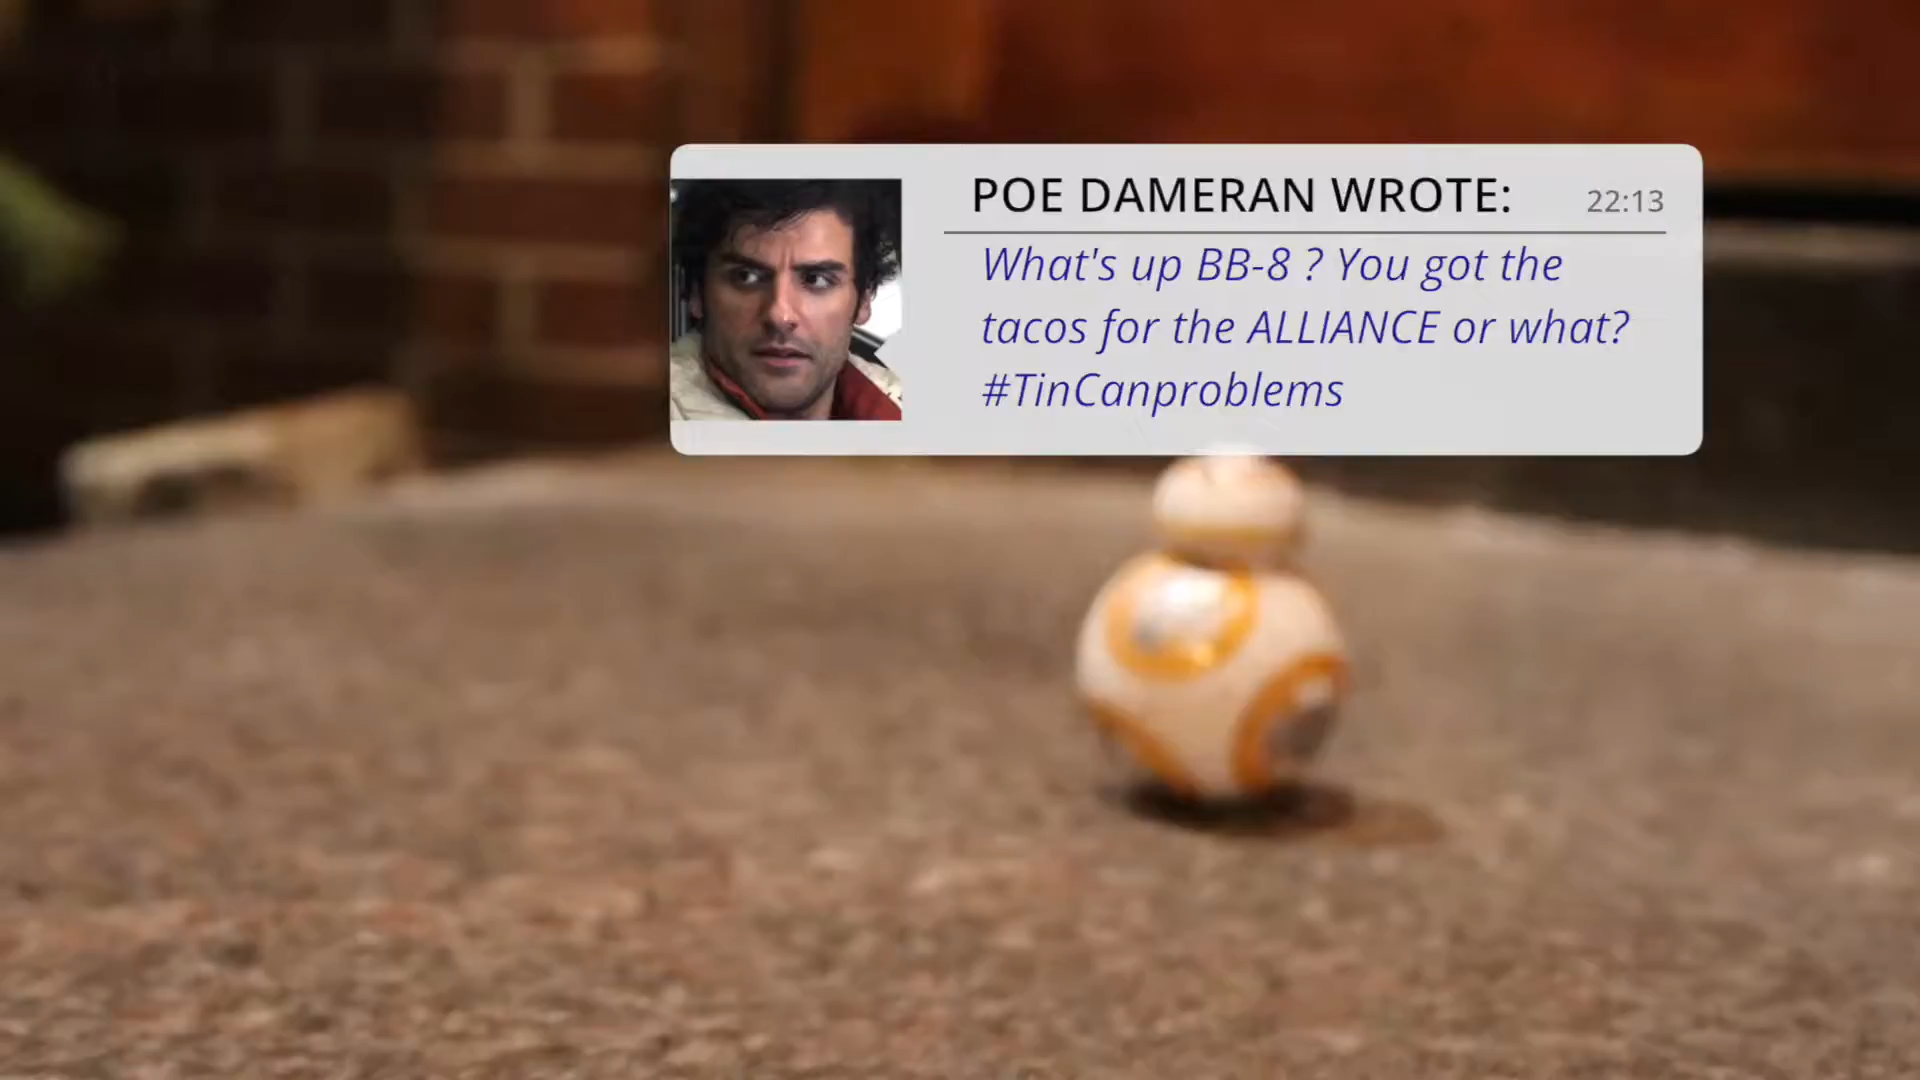 POE DAMERAN WROTE: 22:13
What's up BB-8 ? You got the
tacos for the ALLIANCE or what?
#TinCanproblems